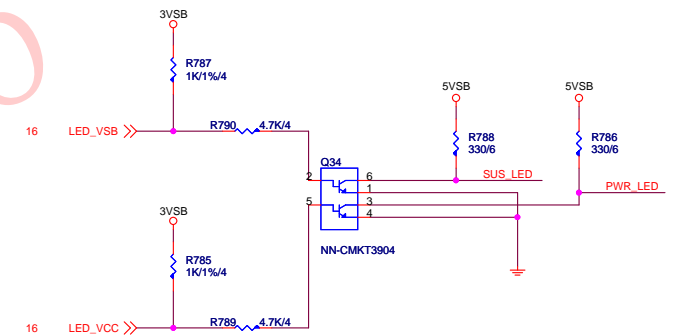 3VSB
R787
1K/1%/4
5VSB
5VSB
16 LED_VSB
R790 4.7K/4
R788
330/6
R786
330/6
Q34
2
6
SUS_LED
1
PWR_LED
5
3
4
3VSB
NN-CMKT3904
R785
1K/1%/4
16 LED_VCC
R789 4.7K/4